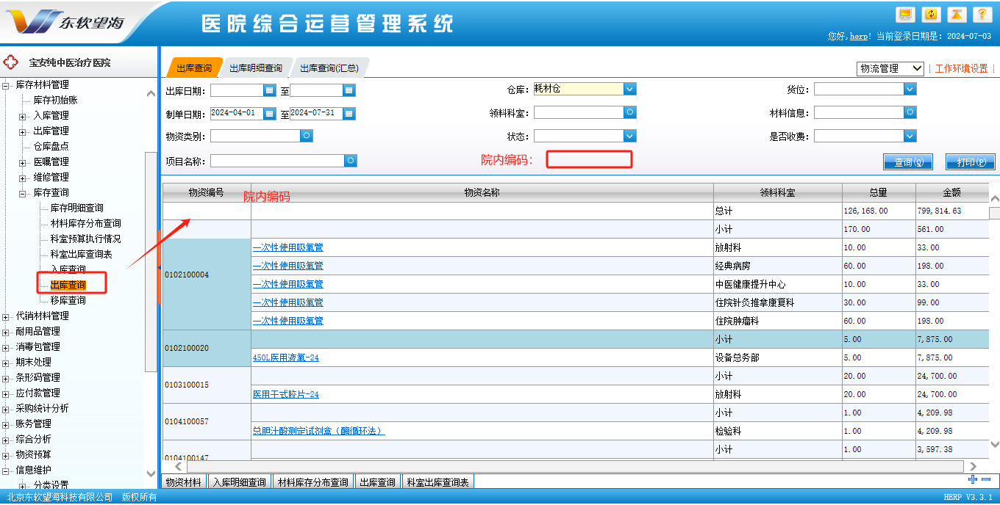 东软望海
医院综合运营管理系统
您好,herp! 当前登录日期是: 2024-07-03
宝安纯中医治疗医院
出库查询 出库明细查询 出库查询(汇总)
物流管理 工作环境设置
库存材料管理
库存初始账
入库管理
出库管理
仓库盘点
医嘱管理
维修管理
库存查询
库存明细查询
材料库存分布查询
科室预算执行情况
科室出库查询表
入库查询
出库查询
移库查询
代销材料管理
耐用品管理
消毒包管理
期末处理
条形码管理
应付款管理
采购统计分析
账务管理
综合分析
物资预算
信息维护
分类设置
出库日期: 至 仓库: 耗材仓 货位:
制单日期: 2024-04-01 至 2024-07-31 领料科室: 材料信息:
物资类别: 状态: 是否收费:
项目名称: 院内编码: 查询(Q) 打印(P)
物资编号 院内编码 物资名称 领料科室 总量 金额
总计 126,168.00 799,814.63
小计 170.00 561.00
0102100004
一次性使用吸氧管 放射科 10.00 33.00
一次性使用吸氧管 经典病房 60.00 198.00
一次性使用吸氧管 中医健康提升中心 10.00 33.00
一次性使用吸氧管 住院针灸推拿康复科 30.00 99.00
一次性使用吸氧管 住院肿瘤科 60.00 198.00
0102100020
小计 5.00 7,875.00
450L医用液氧-24 设备总务部 5.00 7,875.00
0103100015
小计 20.00 24,700.00
医用干式胶片-24 放射科 20.00 24,700.00
0104100057
小计 1.00 4,209.98
总胆汁酸测定试剂盒（酶循环法） 检验科 1.00 4,209.98
0104100147
小计 1.00 3,597.38
物资材料 入库明细查询 材料库存分布查询 出库查询 科室出库查询表
北京东软望海科技有限公司 版权所有
HERP V3.3.1